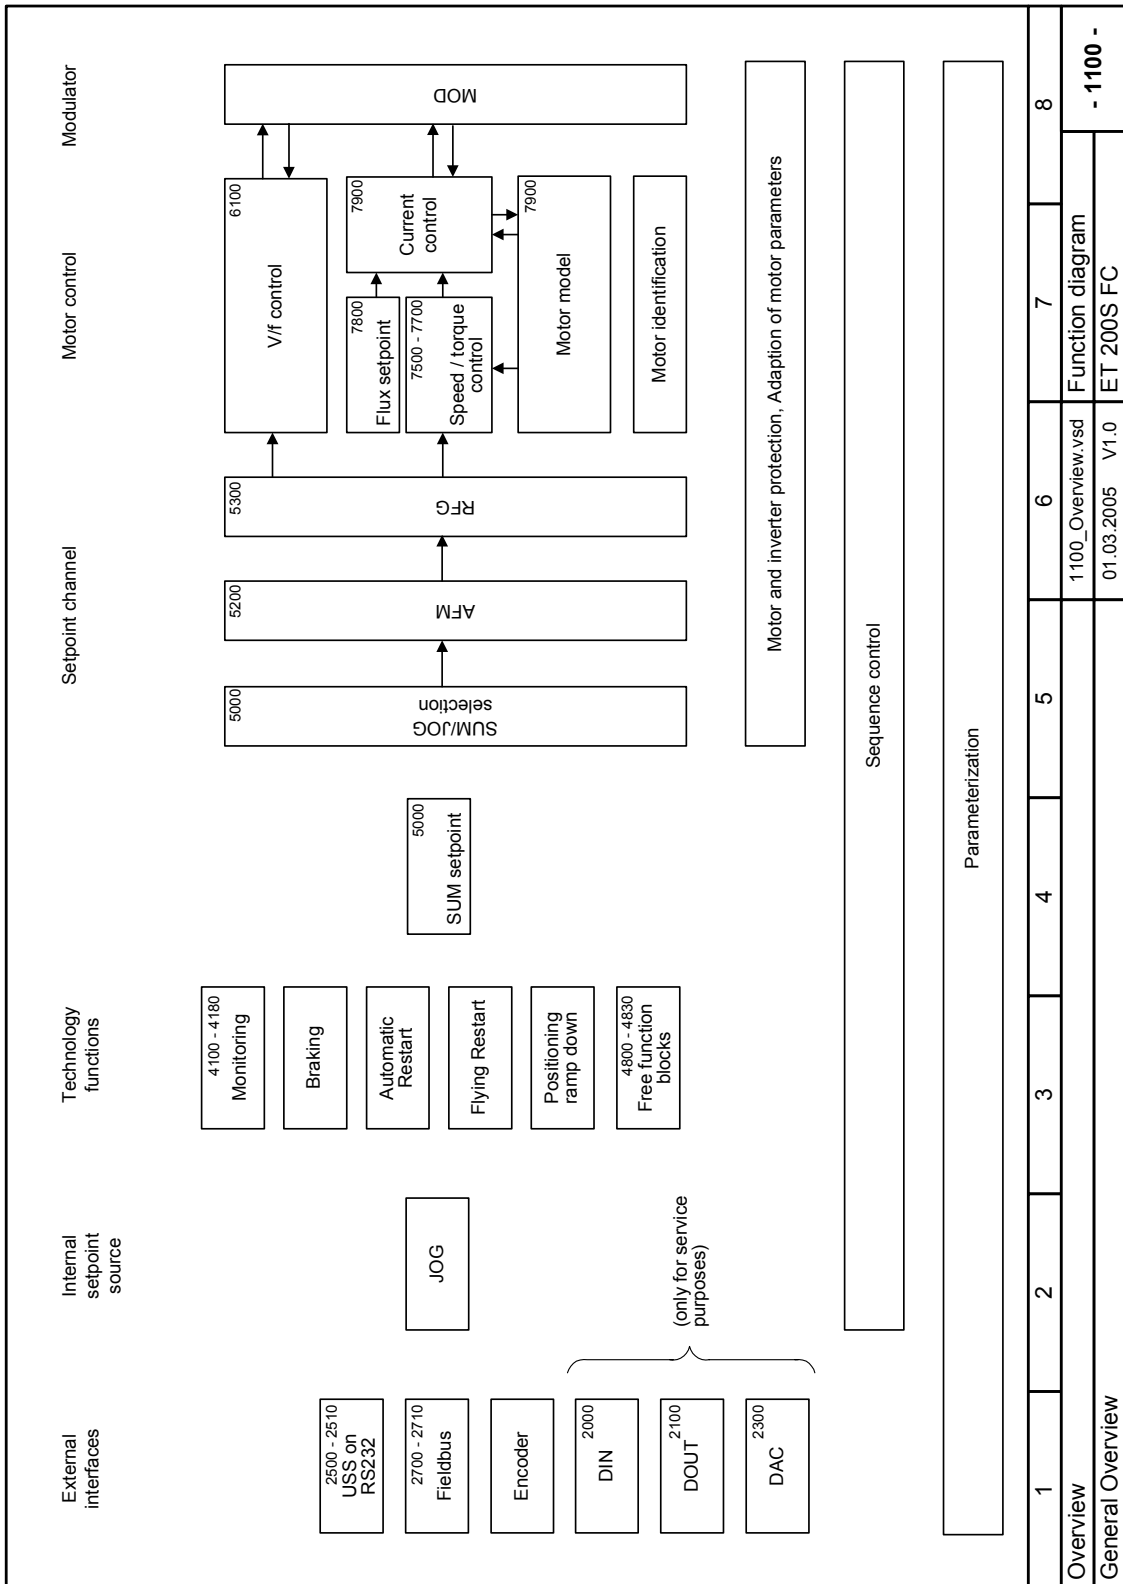 External
interfaces
Internal
setpoint
source
Technology
functions
Setpoint channel
Motor control
Modulator
2500 - 2510
USS on
RS232
2700 - 2710
Fieldbus
Encoder
2000
DIN
2100
DOUT
2300
DAC
JOG
(only for service
purposes)
4100 - 4180
Monitoring
Braking
Automatic
Restart
Flying Restart
Positioning
ramp down
4800 - 4830
Free function
blocks
5000
SUM setpoint
5000
SUM/JOG
selection
5200
AFM
5300
RFG
6100
V/f control
7800
Flux setpoint
7500 - 7700
Speed / torque
control
7900
Current
control
7900
Motor model
Motor identification
MOD
Motor and inverter protection, Adaption of motor parameters
Sequence control
Parameterization
1 2 3 4 5 6 7 8
Overview 1100_Overview.vsd Function diagram - 1100 -
General Overview 01.03.2005 V1.0 ET 200S FC